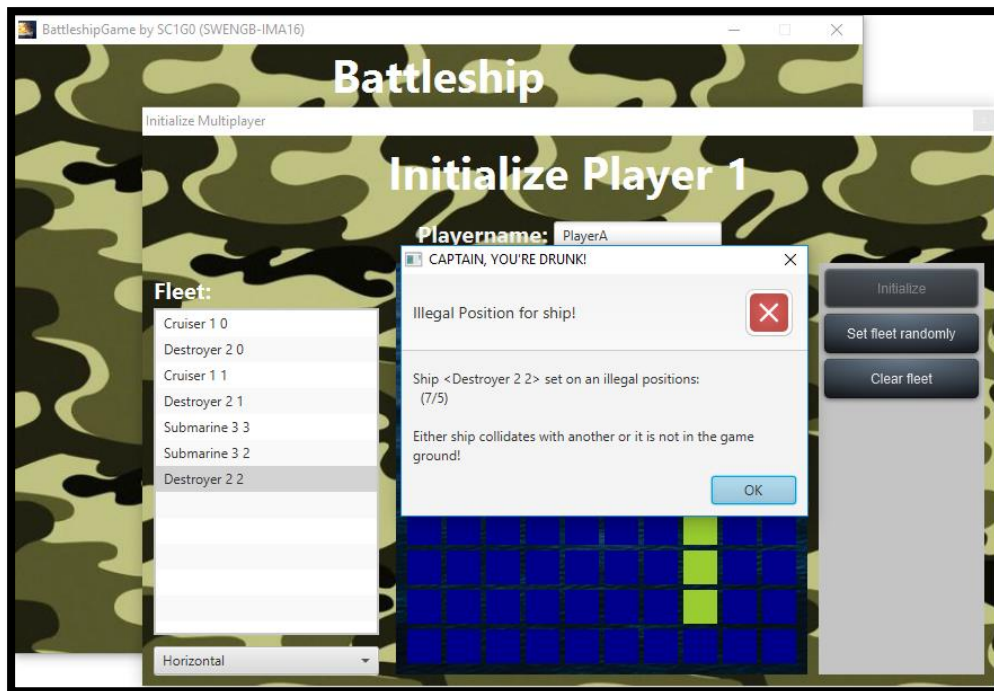 BattleshipGame by SC1G0 (SWENGB-IMA16)
Battleship
Initialize Multiplayer
Initialize Player 1
Playername: PlayerA
CAPTAIN, YOU'RE DRUNK!
Illegal Position for ship!
Ship <Destroyer 2 2> set on an illegal positions:
(7/5)
Either ship collidates with another or it is not in the game
ground!
OK
Fleet:
Cruiser 1 0
Destroyer 2 0
Cruiser 1 1
Destroyer 2 1
Submarine 3 3
Submarine 3 2
Destroyer 2 2
Horizontal
Initialize
Set fleet randomly
Clear fleet